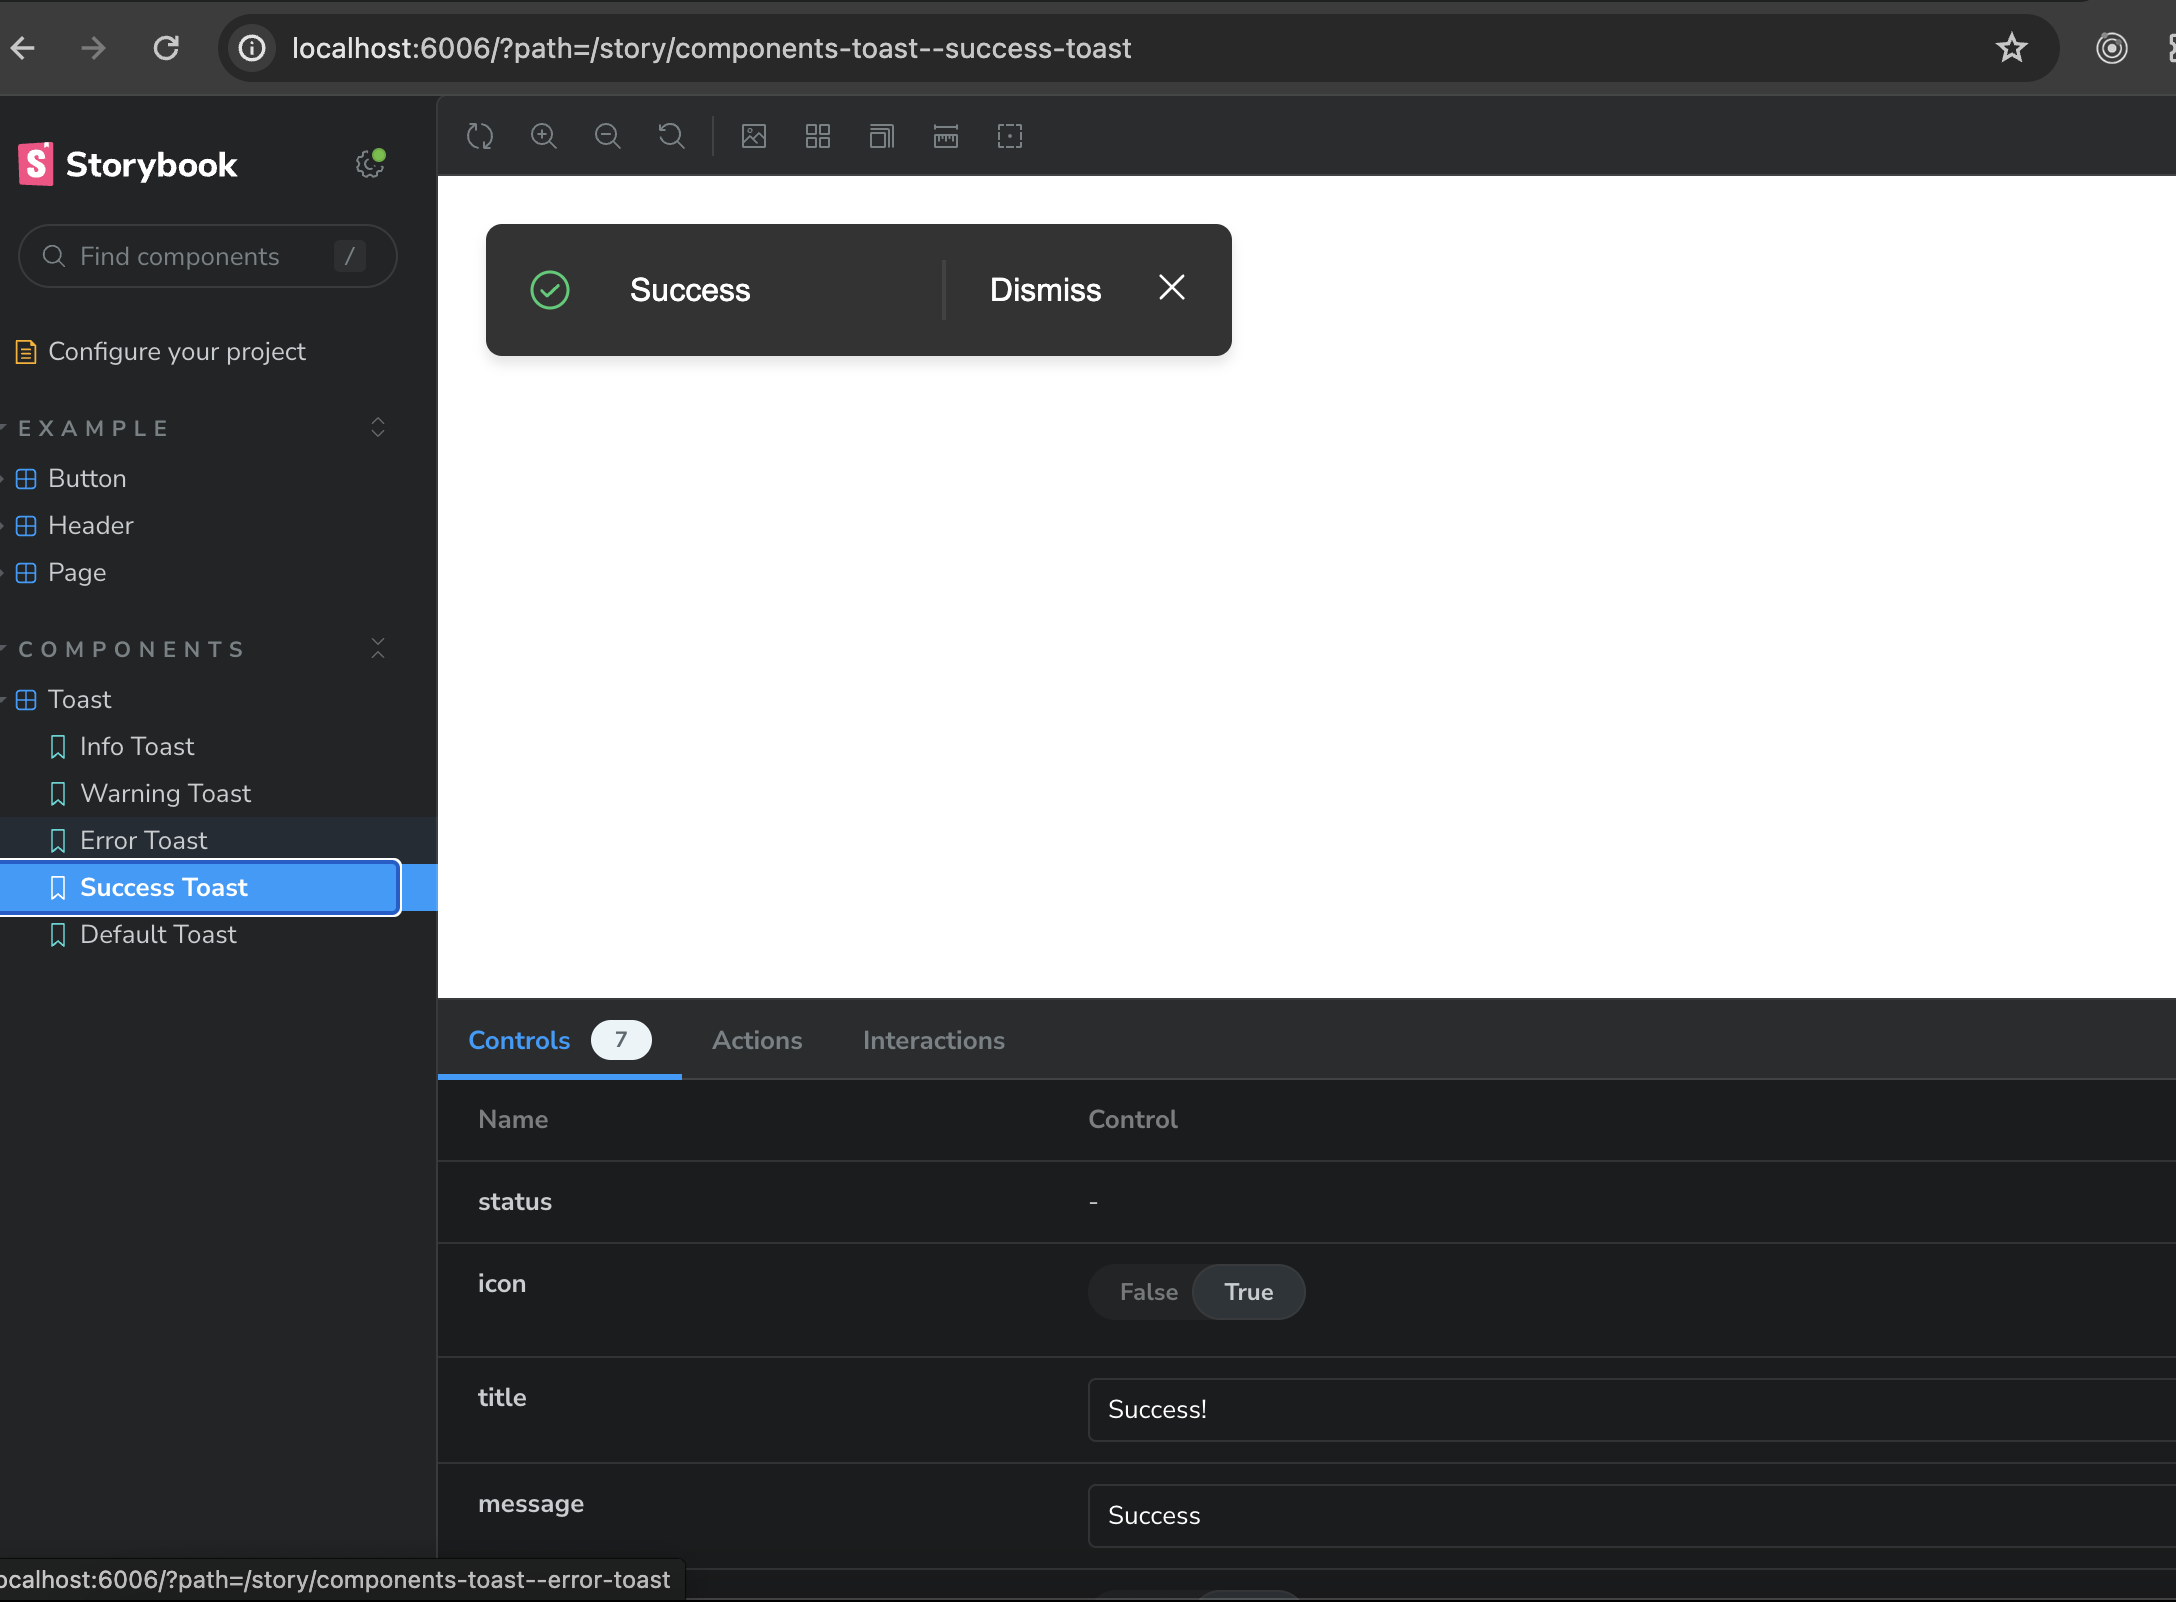 localhost:6006/?path=/story/components-toast--success-toast
Storybook
Find components /
Configure your project
EXAMPLE
Button
Header
Page
COMPONENTS
Toast
Info Toast
Warning Toast
Error Toast
Success Toast
Default Toast
Success Dismiss
Controls 7 Actions Interactions
Name Control
status -
icon False True
title Success!
message Success
ocalhost:6006/?path=/story/components-toast--error-toast